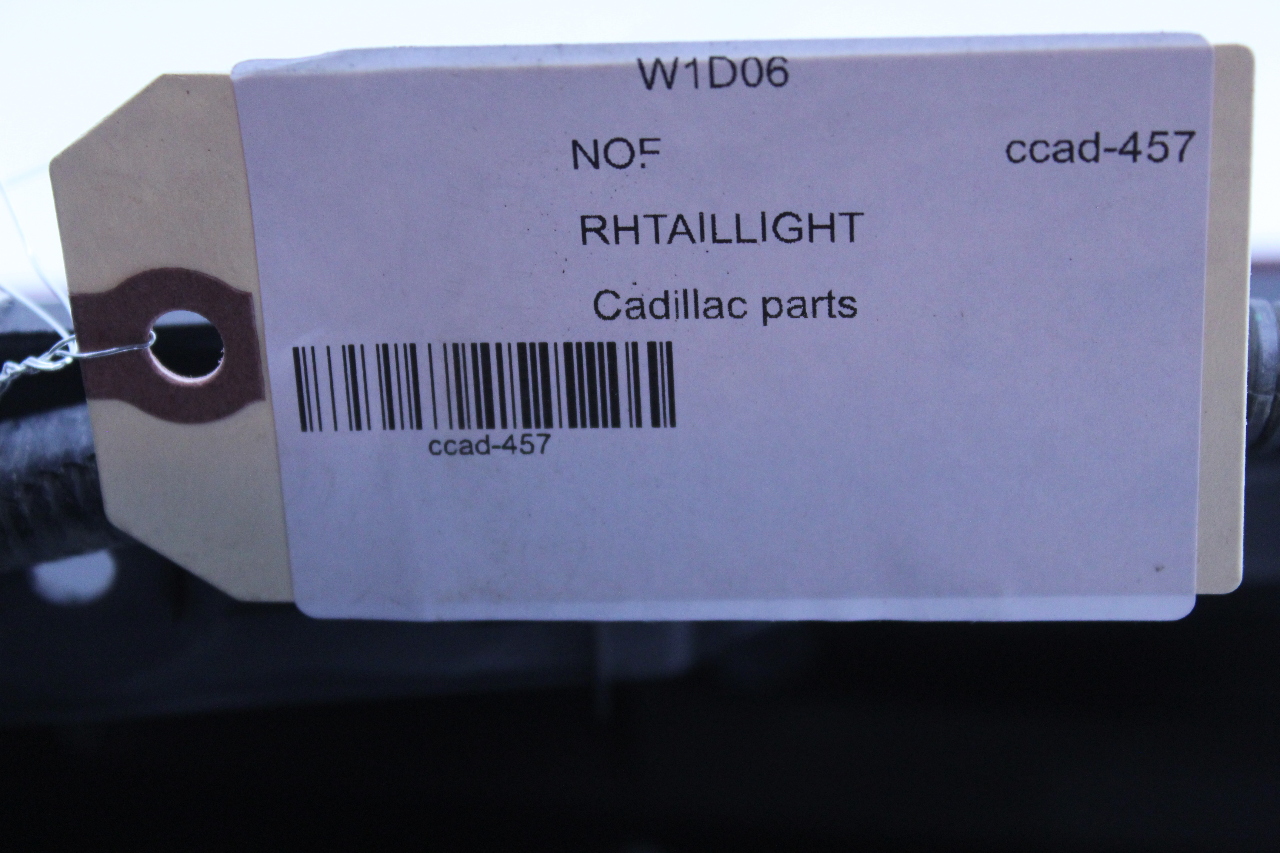 W1D06
NOF ccad-457
RHTAILLIGHT
Cadillac parts
ccad-457